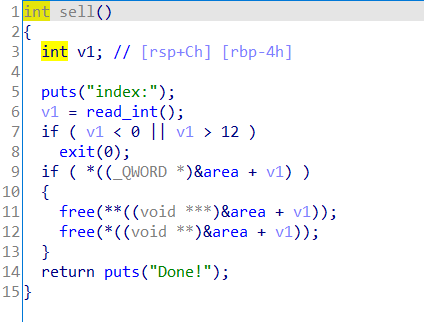 1 int sell()
2 {
3   int v1; // [rsp+Ch] [rbp-4h]
4
5   puts("index:");
6   v1 = read_int();
7   if ( v1 < 0 || v1 > 12 )
8     exit(0);
9   if ( *((_QWORD *)&area + v1) )
10   {
11     free(**((void ***)&area + v1));
12     free(*((void **)&area + v1));
13   }
14   return puts("Done!");
15 }